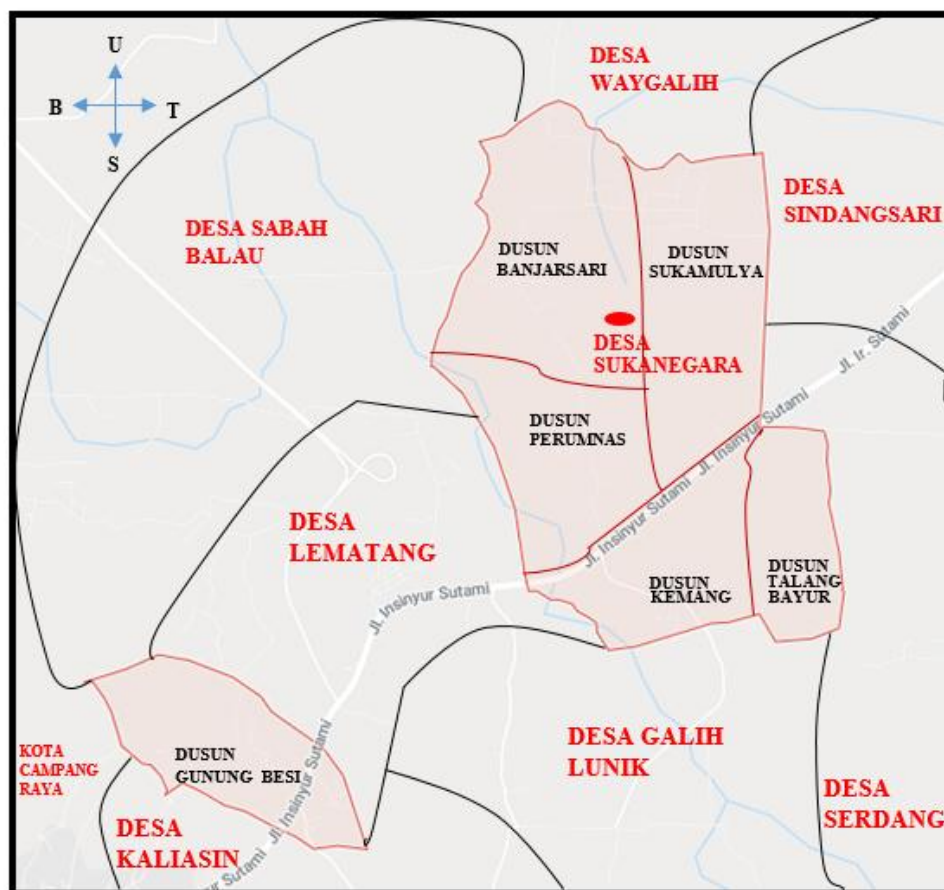 U
B
T
S
DESA
WAYGALIH
DESA
SINDANGSARI
DESA SABAH
BALAU
DUSUN
BANJARSARI
DUSUN
SUKAMULYA
DESA
SUKANEGARA
Jl. Ir. Sutami
DUSUN
PERUMNAS
Jl. Insinyur Sutami
Jl. Insinyur Sutami
DESA
LEMATANG
DUSUN
KEMANG
DUSUN
TALANG
BAYUR
Jl. Insinyur Sutami
KOTA
CAMPANG
RAYA
DUSUN
GUNUNG BESI
Jl. Insinyur Sutami
DESA GALIH
LUNIK
DESA
SERDANG
DESA
KALIASIN
yur Sutami